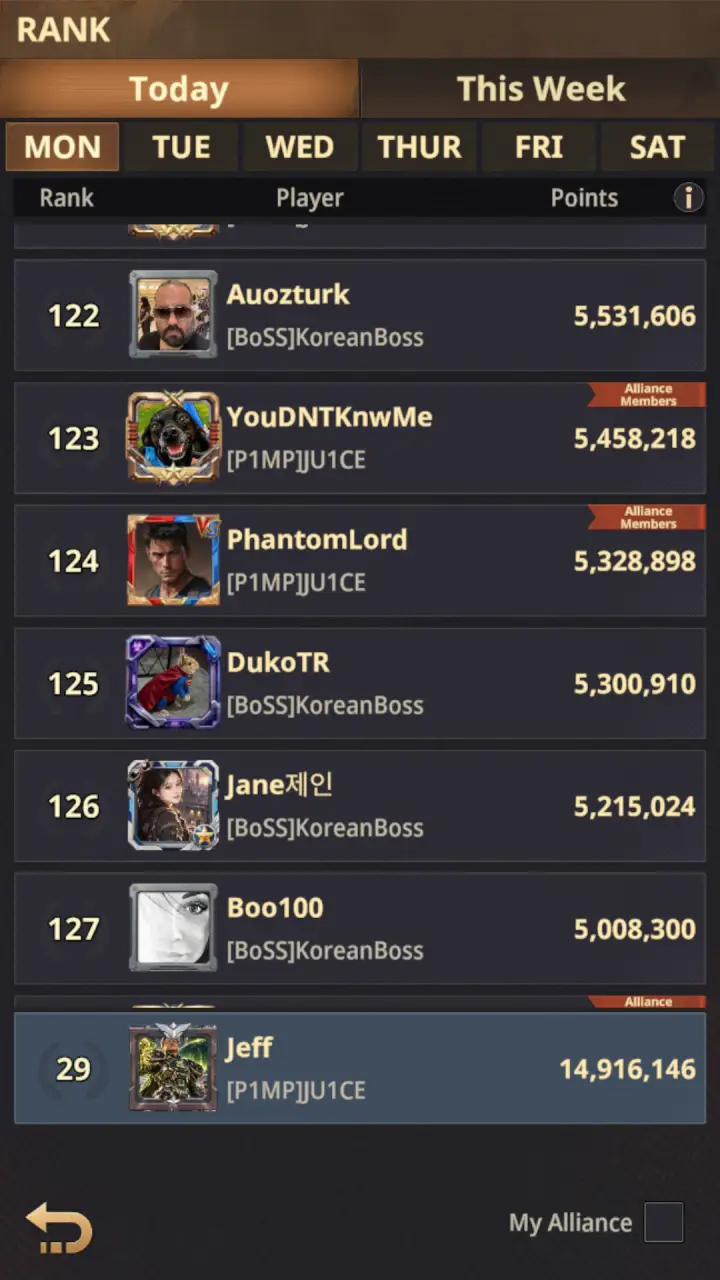 RANK
Today
This Week
MON
TUE
WED
THUR
FRI
SAT
Rank
Player
Points
122
Auozturk
[BoSS]KoreanBoss
5,531,606
Alliance
Members
123
YouDNTKnwMe
[P1MP]JU1CE
5,458,218
Alliance
Members
124
PhantomLord
[P1MP]JU1CE
5,328,898
125
DukoTR
[BoSS]KoreanBoss
5,300,910
126
Jane제인
[BoSS]KoreanBoss
5,215,024
127
Boo100
[BoSS]KoreanBoss
5,008,300
Alliance
29
Jeff
[P1MP]JU1CE
14,916,146
My Alliance